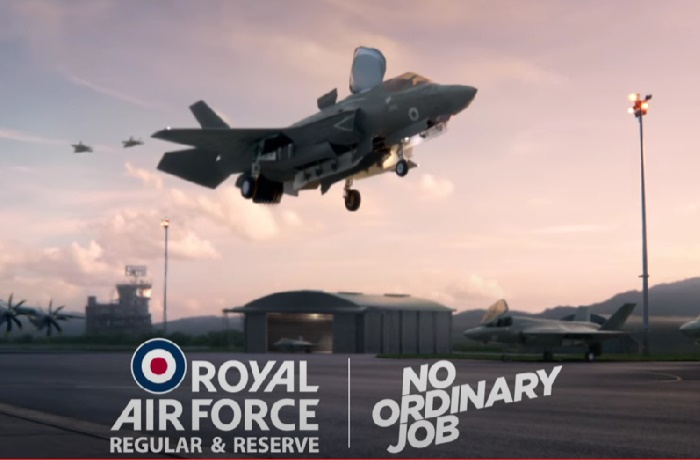 ROYAL
AIR FORCE
REGULAR & RESERVE
NO
ORDINARY
JOB